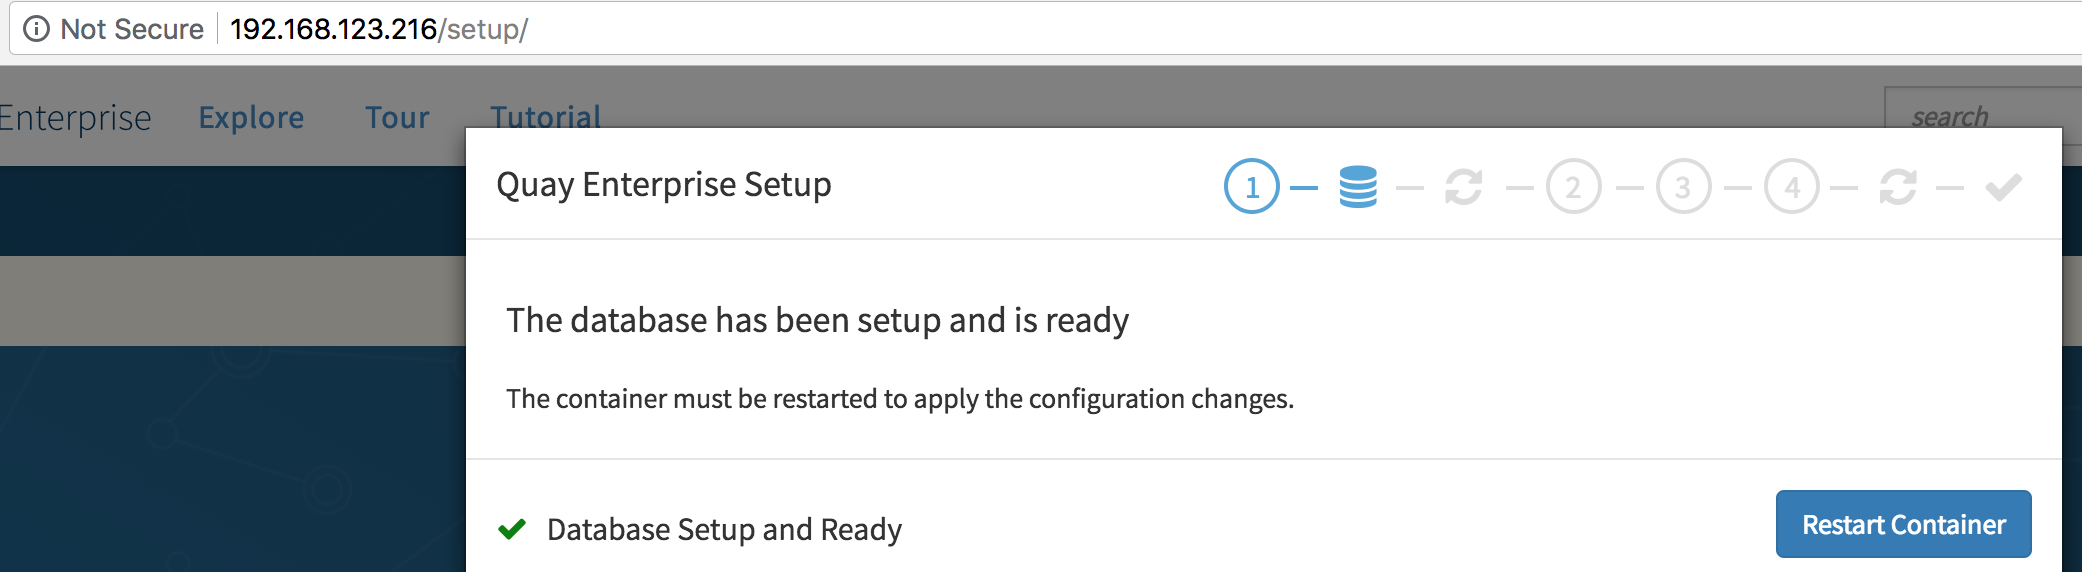 Not Secure 192.168.123.216/setup/
Enterprise Explore Tour Tutorial search
Quay Enterprise Setup 1 2 3 4
The database has been setup and is ready
The container must be restarted to apply the configuration changes.
Database Setup and Ready Restart Container